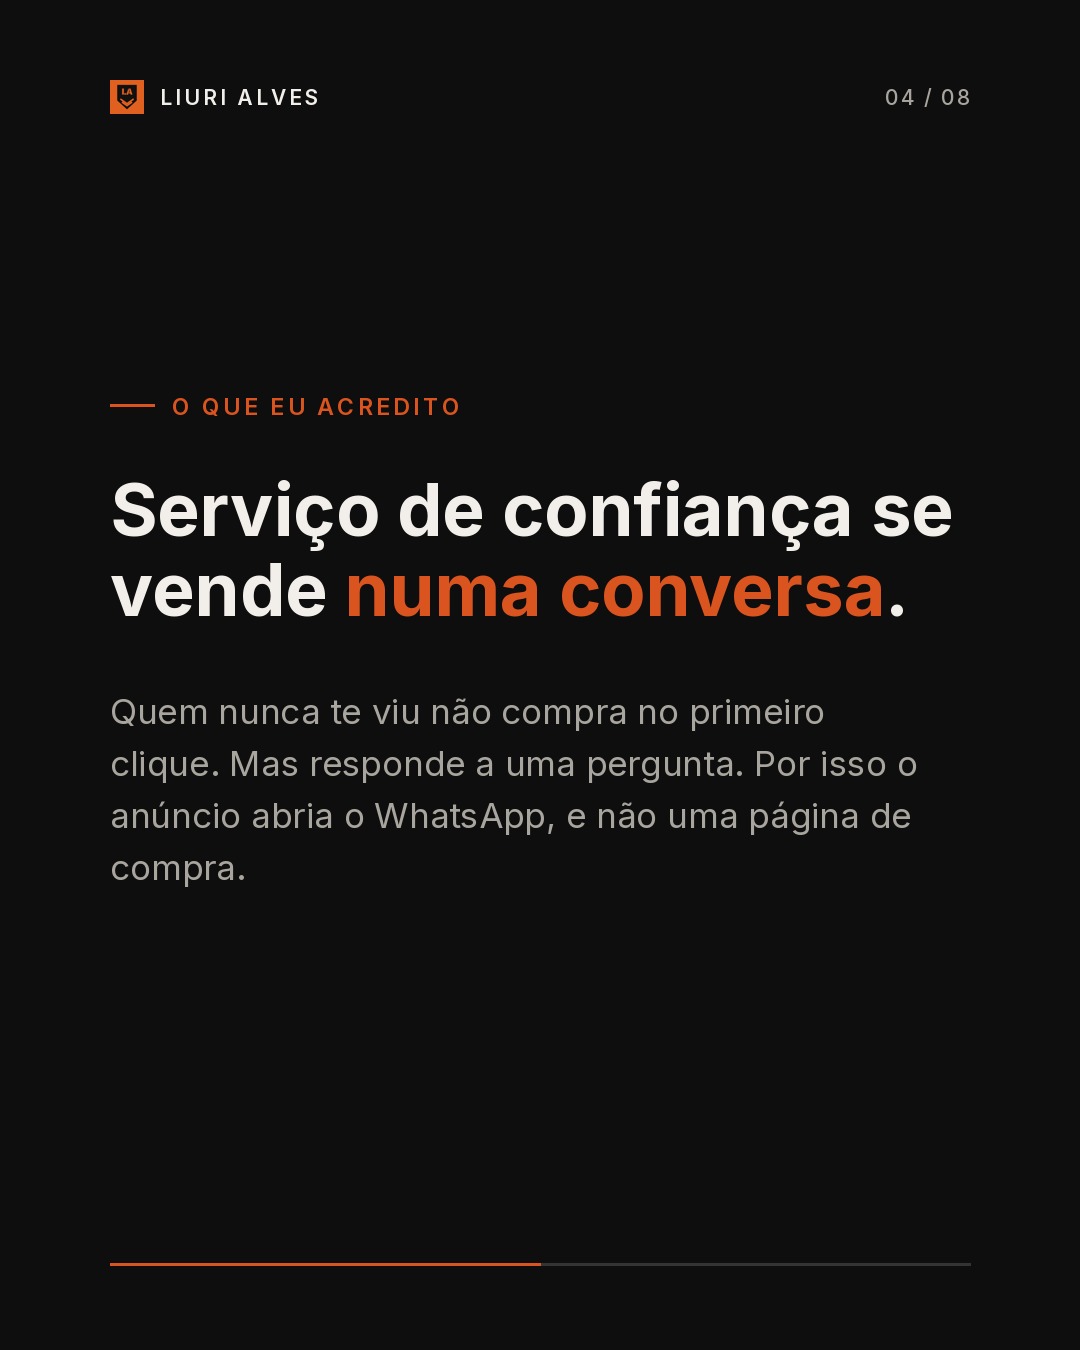 LA
LIURI ALVES
04 / 08
O QUE EU ACREDITO
Serviço de confiança se
vende numa conversa.
Quem nunca te viu não compra no primeiro
clique. Mas responde a uma pergunta. Por isso o
anúncio abria o WhatsApp, e não uma página de
compra.